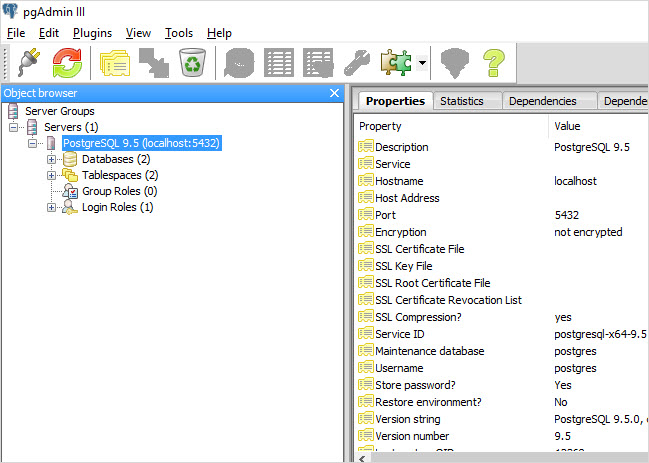 pgAdmin III
File Edit Plugins View Tools Help
Object browser
Server Groups
Servers (1)
PostgreSQL 9.5 (localhost:5432)
Databases (2)
Tablespaces (2)
Group Roles (0)
Login Roles (1)
Properties Statistics Dependencies Depende
Property Value
Description PostgreSQL 9.5
Service
Hostname localhost
Host Address
Port 5432
Encryption not encrypted
SSL Certificate File
SSL Key File
SSL Root Certificate File
SSL Certificate Revocation List
SSL Compression? yes
Service ID postgresql-x64-9.5
Maintenance database postgres
Username postgres
Store password? Yes
Restore environment? No
Version string PostgreSQL 9.5.0,
Version number 9.5